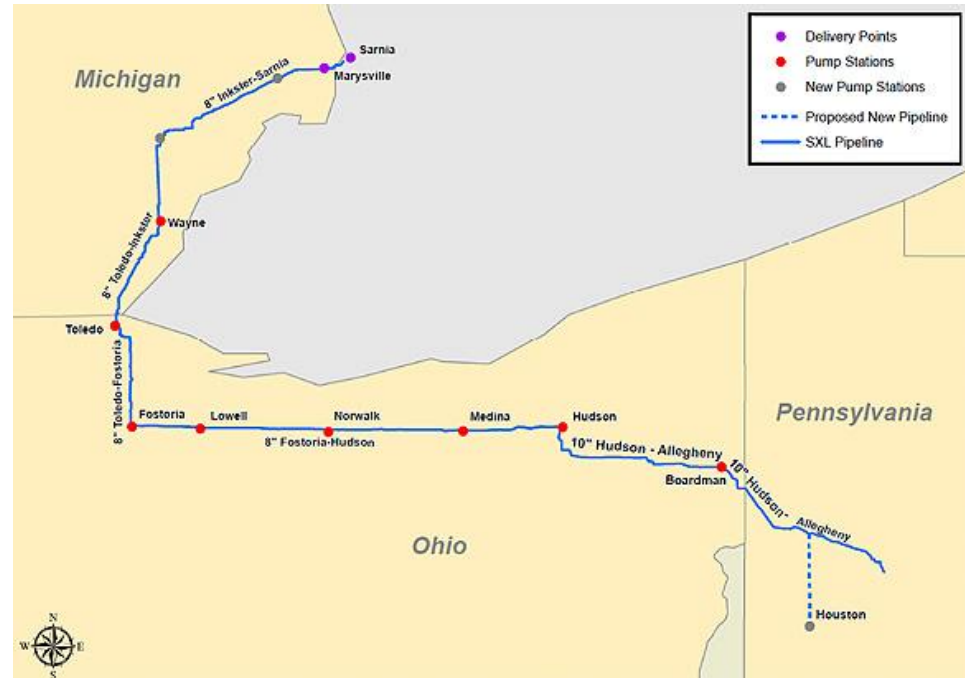 Sarnia
Delivery Points
Michigan
Marysville
Pump Stations
8" Inkster-Sarnia
New Pump Stations
Proposed New Pipeline
SXL Pipeline
Wayne
8" Toledo-Inkster
Toledo
8" Toledo-Fostoria
Fostoria
Lowell
Norwalk
Medina
Hudson
Pennsylvania
8" Fostoria-Hudson
10" Hudson - Allegheny
Boardman
10" Hudson-
Allegheny
Ohio
Houston
N
W
E
S